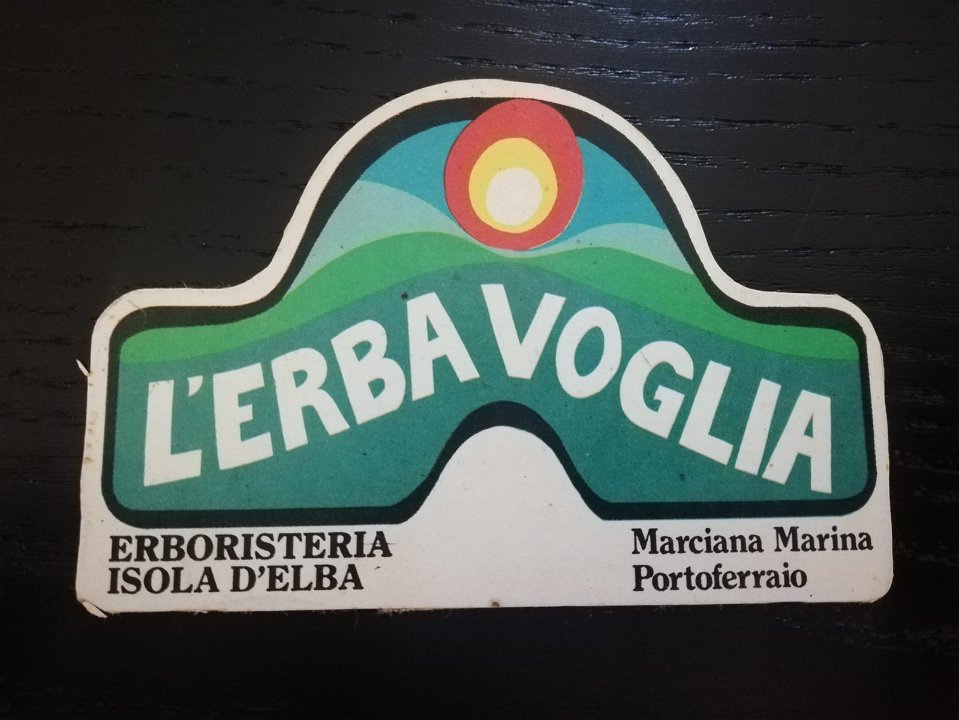 L'ERBA VOGLIA
ERBORISTERIA
ISOLA D'ELBA
Marciana Marina
Portoferraio